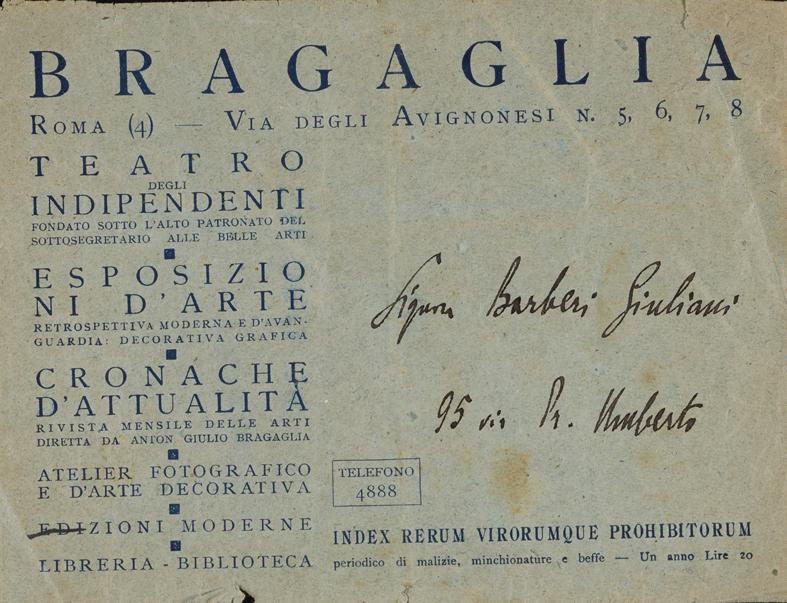 BRAGAGLIA
ROMA (4) — VIA DEGLI AVIGNONESI N. 5, 6, 7, 8
TEATRO
DEGLI
INDIPENDENTI
FONDATO SOTTO L'ALTO PATRONATO DEL
SOTTOSEGRETARIO ALLE BELLE ARTI
ESPOSIZIO
NI D'ARTE
RETROSPETTIVA MODERNA E D'AVAN-
GUARDIA: DECORATIVA GRAFICA
CRONACHE
D'ATTUALITÀ
RIVISTA MENSILE DELLE ARTI
DIRETTA DA ANTON GIULIO BRAGAGLIA
ATELIER FOTOGRAFICO
E D'ARTE DECORATIVA
EDIZIONI MODERNE
LIBRERIA - BIBLIOTECA
Signora Barberi Giuliani
95 via Pr. Umberto
TELEFONO
4888
INDEX RERUM VIRORUMQUE PROHIBITORUM
periodico di malizie, minchionature e beffe — Un anno Lire 20